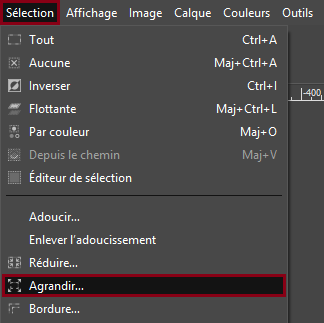 Sélection Affichage Image Calque Couleurs Outils
Tout Ctrl+A
Aucune Maj+Ctrl+A
Inverser Ctrl+I
Flottante Maj+Ctrl+L
Par couleur Maj+O
Depuis le chemin Maj+V
Éditeur de sélection
-400
Adoucir...
Enlever l'adoucissement
Réduire...
Agrandir...
Bordure...